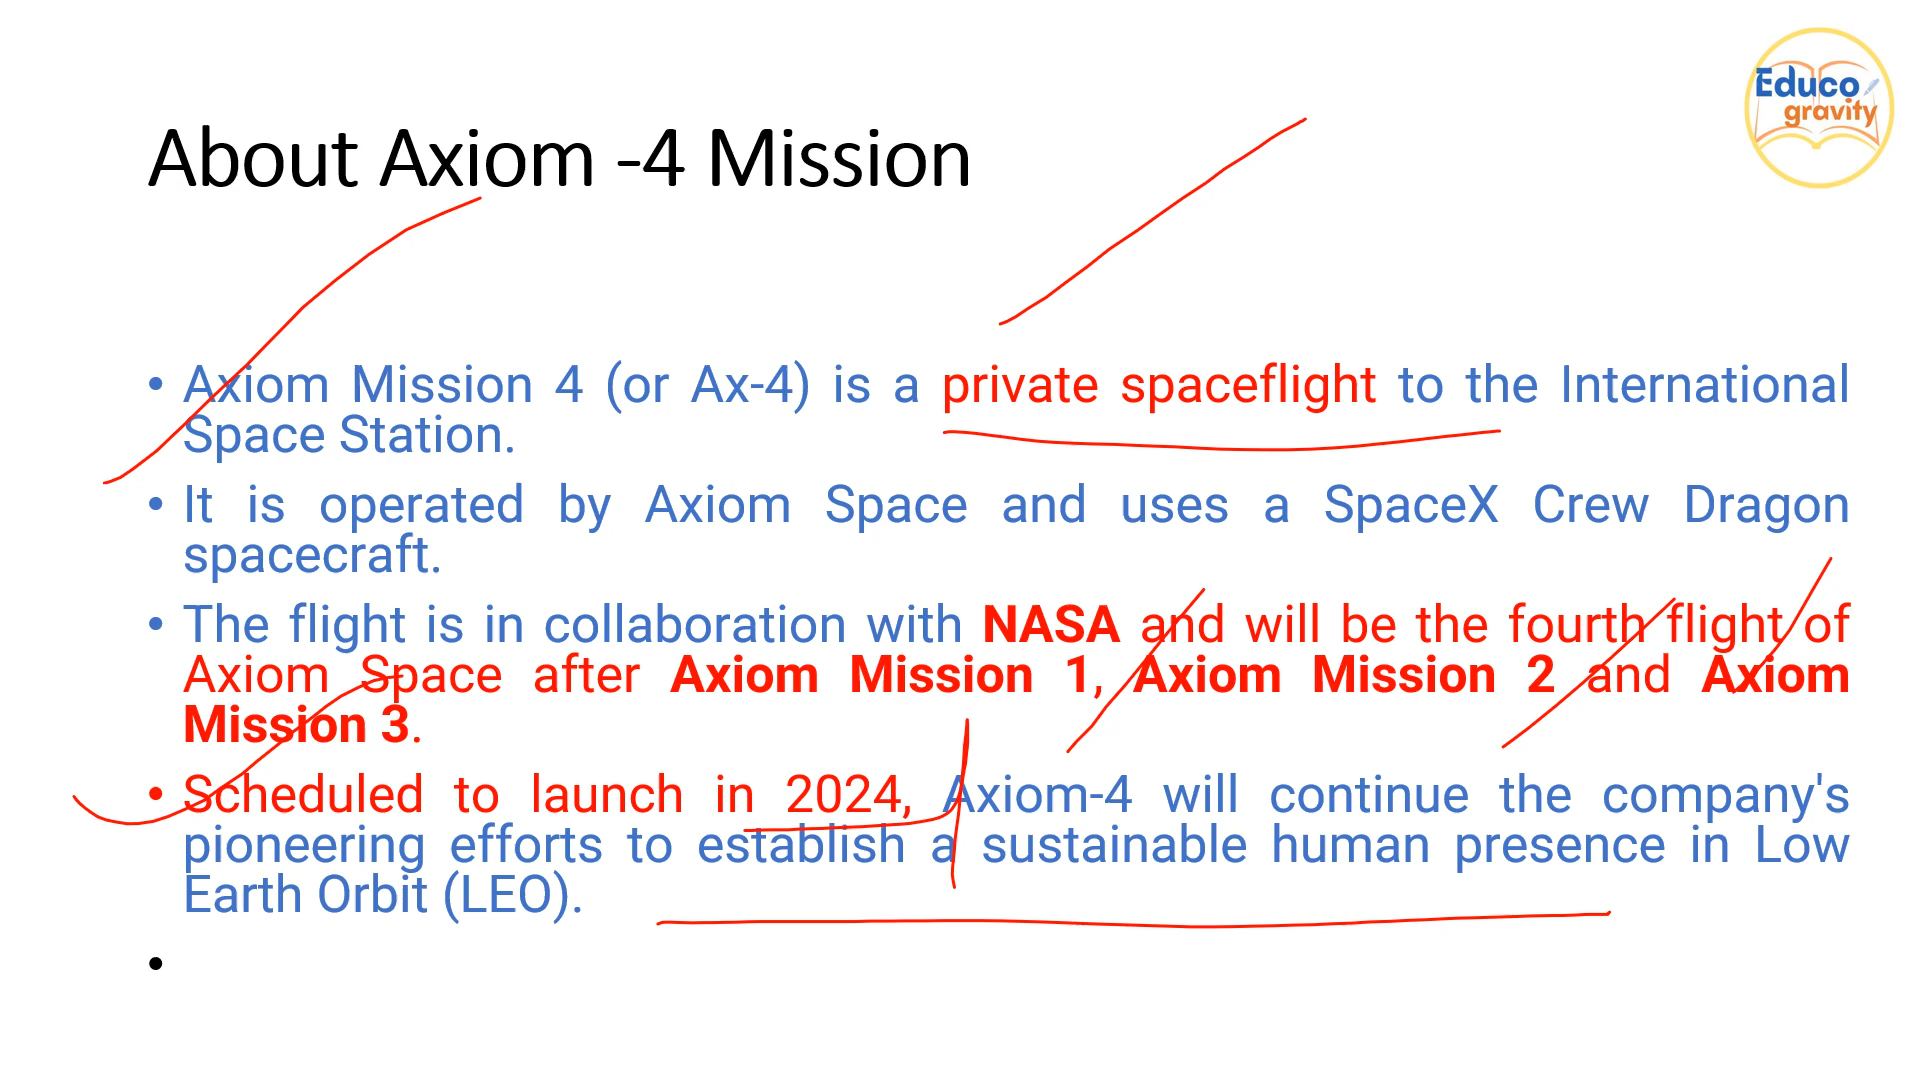 Educo
gravity
About Axiom -4 Mission
• Axiom Mission 4 (or Ax-4) is a private spaceflight to the International
Space Station.
• It is operated by Axiom Space and uses a SpaceX Crew Dragon
spacecraft.
• The flight is in collaboration with NASA and will be the fourth flight of
Axiom Space after Axiom Mission 1, Axiom Mission 2 and Axiom
Mission 3.
• Scheduled to launch in 2024, Axiom-4 will continue the company's
pioneering efforts to establish a sustainable human presence in Low
Earth Orbit (LEO).
•